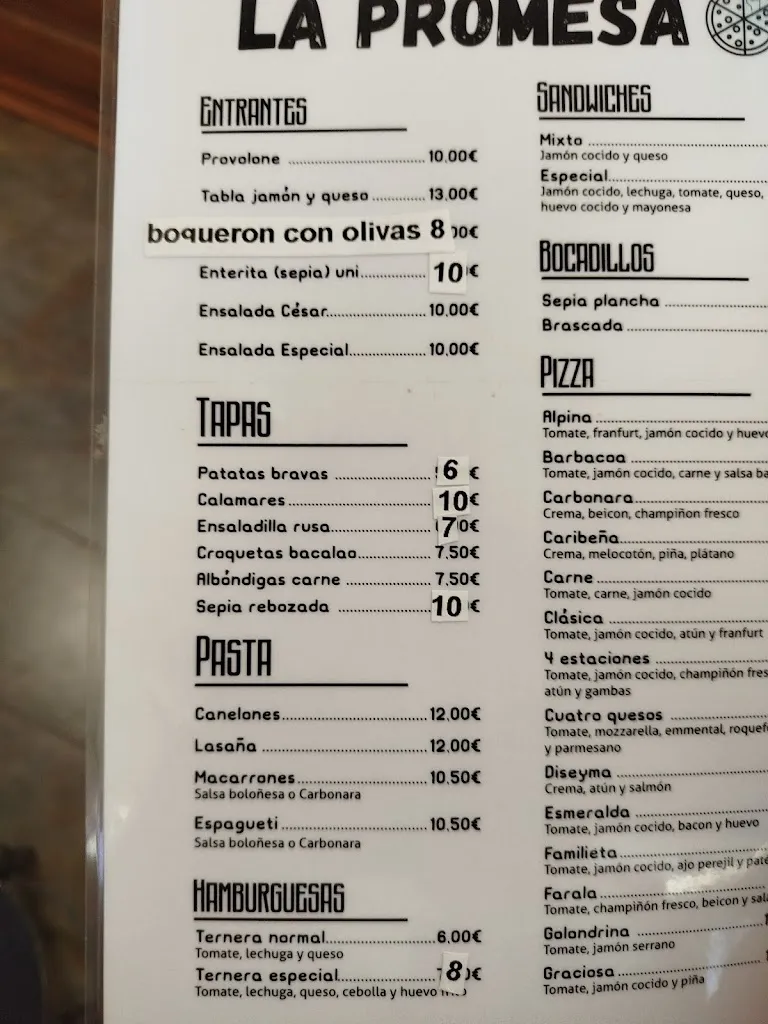 LA PROMESA
ENTRANTES
Provolone ........ 10.00€
Tabla jamón y queso ........ 13.00€
boqueron con olivas 8 00€
Enterita (sepia) uni ........ 10 €
Ensalada César ........ 10.00€
Ensalada Especial ........ 10.00€
TAPAS
Patatas bravas ........ 6 €
Calamares ........ 10 €
Ensaladilla rusa ........ 7 0€
Croquetas bacalao ........ 7.50€
Albóndigas carne ........ 7.50€
Sepia rebozada ........ 10 €
PASTA
Canelones ........ 12.00€
Lasaña ........ 12.00€
Macarrones ........ 10.50€
Salsa boloñesa o Carbonara
Espagueti ........ 10.50€
Salsa boloñesa o Carbonara
HAMBURGUESAS
Ternera normal ........ 6.00€
Tomate, lechuga y queso
Ternera especial ........ 8 €
Tomate, lechuga, queso, cebolla y huevo
SANDWICHES
Mixto ........
Jamón cocido y queso
Especial ........
Jamón cocido, lechuga, tomate, queso,
huevo cocido y mayonesa
BOCADILLOS
Sepia plancha ........
Brascada ........
PIZZA
Alpina ........
Tomate, franfurt, jamón cocido y huevo
Barbacoa ........
Tomate, jamón cocido, carne y salsa ba
Carbonara ........
Crema, beicon, champiñon fresco
Caribeña ........
Crema, melocotón, piña, plátano
Carne ........
Tomate, carne, jamón cocido
Clásica ........
Tomate, jamón cocido, atún y franfurt
4 estaciones ........
Tomate, jamón cocido, champiñón fres
atún y gambas
Cuatro quesos ........
Tomate, mozzarella, emmental, roquef
y parmesano
Diseyma ........
Crema, atún y salmón
Esmeralda ........
Tomate, jamón cocido, bacon y huevo
Familieta ........
Tomate, jamón cocido, ajo perejil y paté
Farala ........
Tomate, champiñón fresco, beicon y sal
Golondrina ........
Tomate, jamón serrano
Graciosa ........
Tomate, jamón cocido y piña